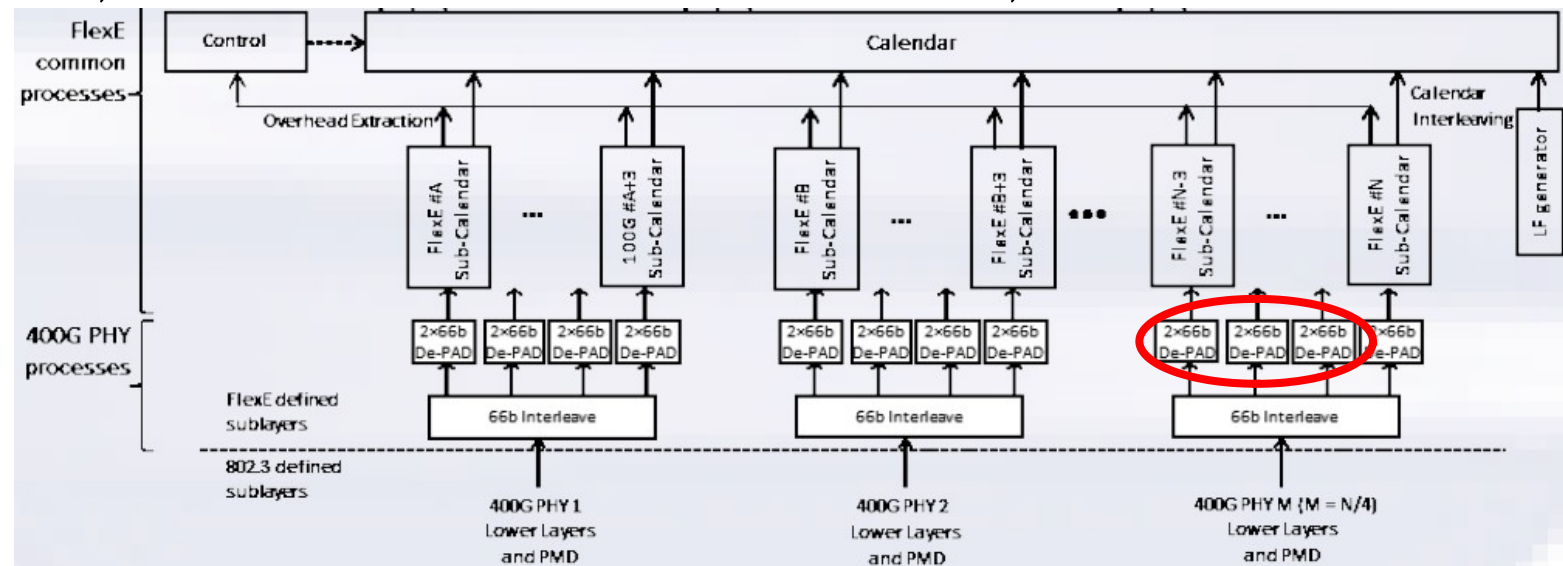 FlexE
common
processes
Control
Calendar
Overhead Extraction
Calendar
Interleaving
FlexE #A
Sub-Calendar
...
100G #A+3
Sub-Calendar
FlexE #B
Sub-Calendar
...
FlexE #B+3
Sub-Calendar
•••
FlexE #N-3
Sub-Calendar
...
FlexE #N
Sub-Calendar
LF generator
400G PHY
processes
2×66b
De-PAD
2×66b
De-PAD
2×66b
De-PAD
2×66b
De-PAD
2×66b
De-PAD
2×66b
De-PAD
2×66b
De-PAD
2×66b
De-PAD
2×66b
De-PAD
2×66b
De-PAD
2×66b
De-PAD
2×66b
De-PAD
FlexE defined
sublayers
66b Interleave
66b Interleave
66b Interleave
802.3 defined
sublayers
400G PHY 1
Lower Layers
and PMD
400G PHY 2
Lower Layers
and PMD
400G PHY M (M = N/4)
Lower Layers
and PMD